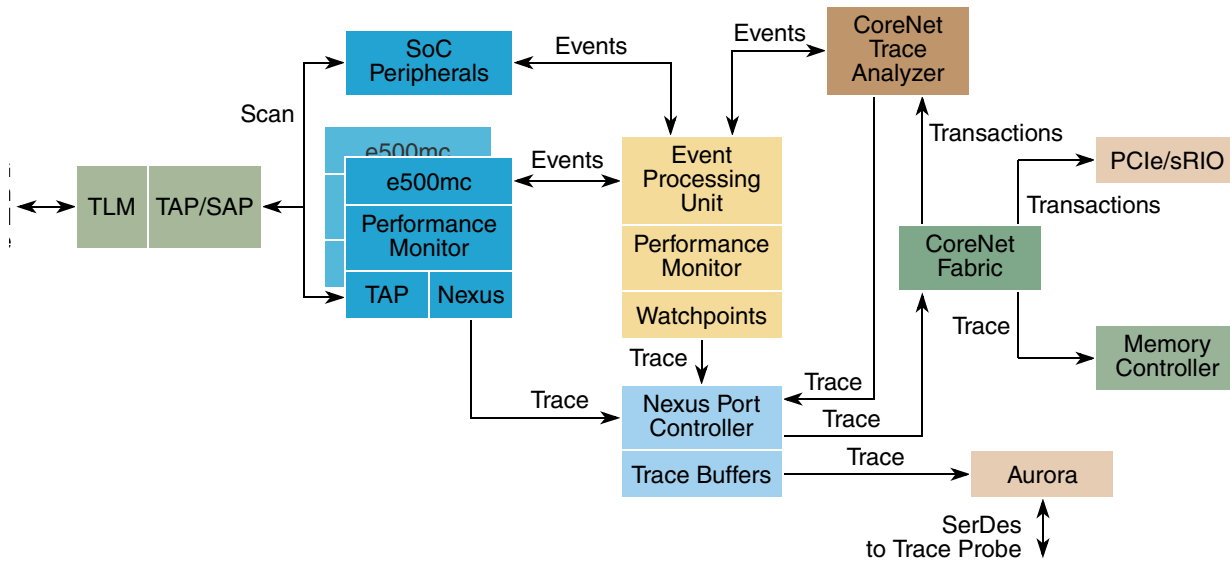 SoC
Peripherals
Events
Events
CoreNet
Trace
Analyzer
Scan
e500mc
e500mc
Performance
Monitor
TAP
Nexus
Events
Event
Processing
Unit
Performance
Monitor
Watchpoints
Transactions
PCIe/sRIO
Transactions
TLM
TAP/SAP
CoreNet
Fabric
Trace
Memory
Controller
Trace
Trace
Trace
Nexus Port
Controller
Trace
Trace Buffers
Trace
Aurora
SerDes
to Trace Probe